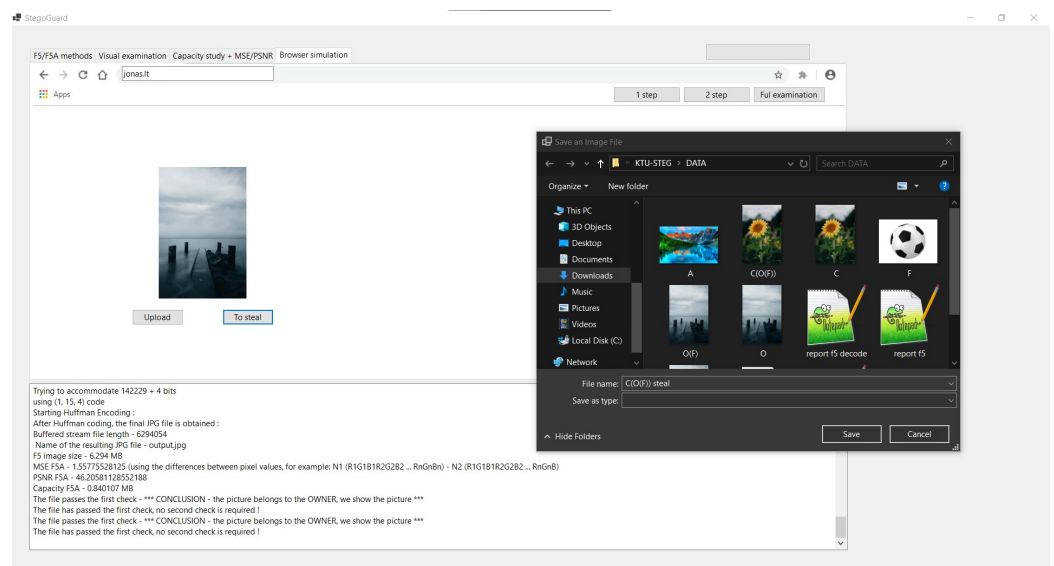 StegoGuard
F5/F5A methods Visual examination Capacity study + MSE/PSNR Browser simulation
jonas.lt
Apps
1 step 2 step Ful examination
Upload To steal
Save an Image File
KTU-STEG > DATA
Search DATA
Organize New folder
This PC
3D Objects
Desktop
Documents
Downloads
Music
Pictures
Videos
Local Disk (C:)
Network
A C(O(F)) C F
O(F) O report f5 decode report f5
File name: C(O(F)) steal
Save as type:
Hide Folders
Save Cancel
Trying to accommodate 142229 + 4 bits
using (1, 15, 4) code
Starting Huffman Encoding :
After Huffman coding, the final JPG file is obtained :
Buffered stream file length - 6294054
Name of the resulting JPG file - output.jpg
F5 image size - 6.294 MB
MSE F5A - 1.55775528125 (using the differences between pixel values, for example: N1 (R1G1B1R2G2B2 ... RnGnBn) - N2 (R1G1B1R2G2B2 ... RnGnB)
PSNR F5A - 46.20581128552188
Capacity F5A - 0.840107 MB
The file passes the first check - *** CONCLUSION - the picture belongs to the OWNER, we show the picture ***
The file has passed the first check, no second check is required !
The file passes the first check - *** CONCLUSION - the picture belongs to the OWNER, we show the picture ***
The file has passed the first check, no second check is required !